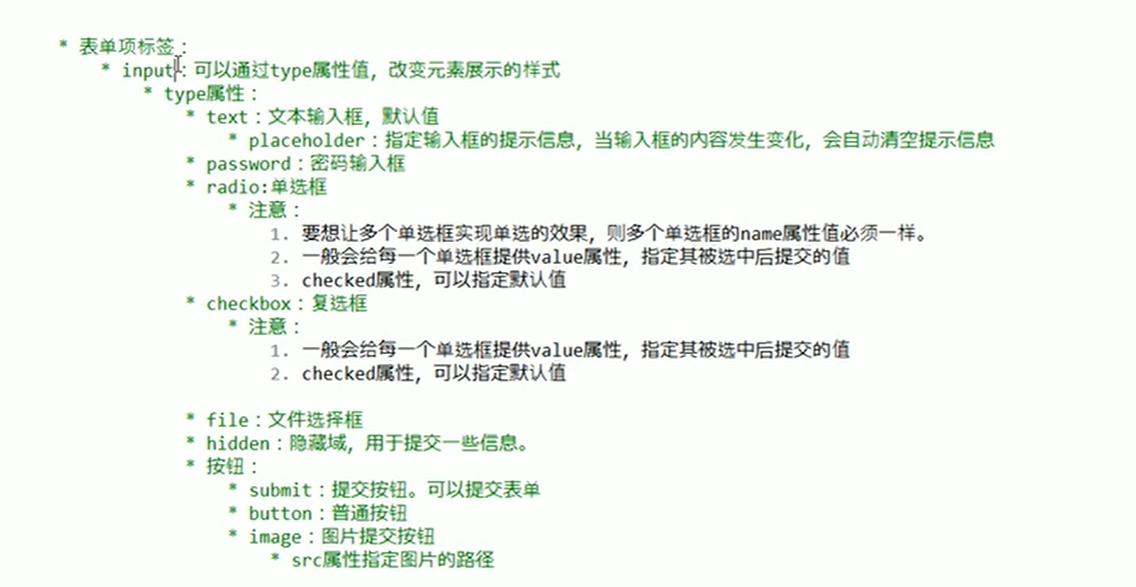 * 表单项标签：
* input：可以通过type属性值，改变元素展示的样式
* type属性：
* text：文本输入框，默认值
* placeholder：指定输入框的提示信息，当输入框的内容发生变化，会自动清空提示信息
* password：密码输入框
* radio:单选框
* 注意：
1. 要想让多个单选框实现单选的效果，则多个单选框的name属性值必须一样。
2. 一般会给每一个单选框提供value属性，指定其被选中后提交的值
3. checked属性，可以指定默认值
* checkbox：复选框
* 注意：
1. 一般会给每一个单选框提供value属性，指定其被选中后提交的值
2. checked属性，可以指定默认值
* file：文件选择框
* hidden：隐藏域，用于提交一些信息。
* 按钮：
* submit：提交按钮。可以提交表单
* button：普通按钮
* image：图片提交按钮
* src属性指定图片的路径